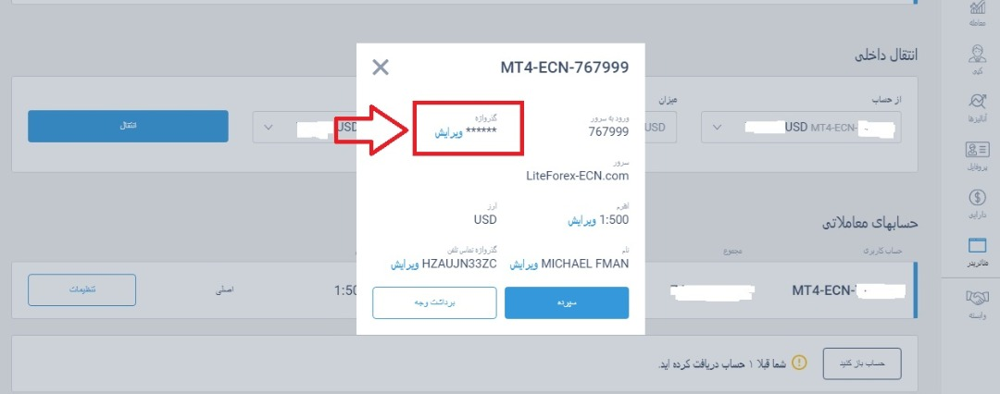 معامله
کپی
آنالیزها
پروفایل
دارایی
متاتریدر
وابسته
انتقال داخلی
از حساب
USD MT4-ECN-
میزان
USD
USD
انتقال
MT4-ECN-767999
ورود به سرور
767999
گذرواژه
****** ویرایش
سرور
LiteForex-ECN.com
اهرم
1:500 ویرایش
ارز
USD
نام
MICHAEL FMAN ویرایش
گذرواژه تماس تلفن
HZAUJN33ZC ویرایش
سپرده
برداشت وجه
حسابهای معاملاتی
حساب کاربری
مجموع
MT4-ECN-
1:50
اصلی
تنظیمات
حساب باز کنید
شما قبلا ۱ حساب دریافت کرده اید.